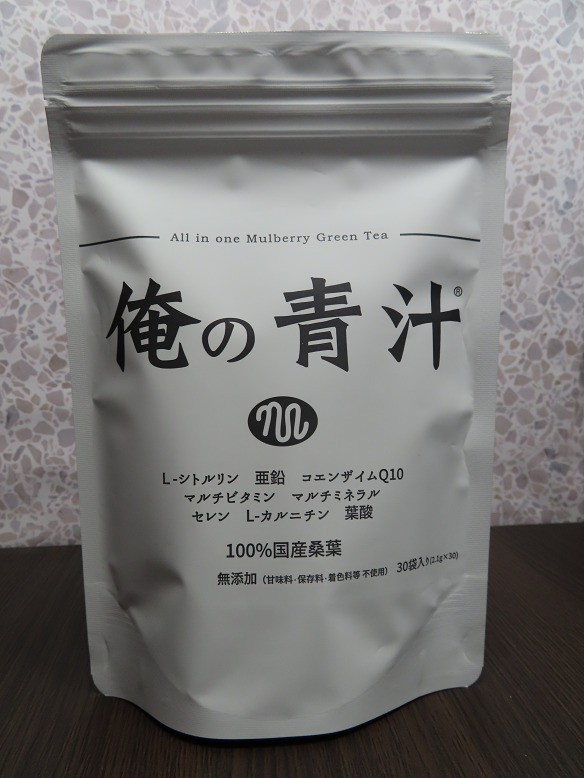 All in one Mulberry Green Tea
俺の青汁®
L-シトルリン 亜鉛 コエンザイムQ10
マルチビタミン マルチミネラル
セレン L-カルニチン 葉酸
100%国産桑葉
無添加（甘味料・保存料・着色料等 不使用） 30袋入り(2.1g×30)